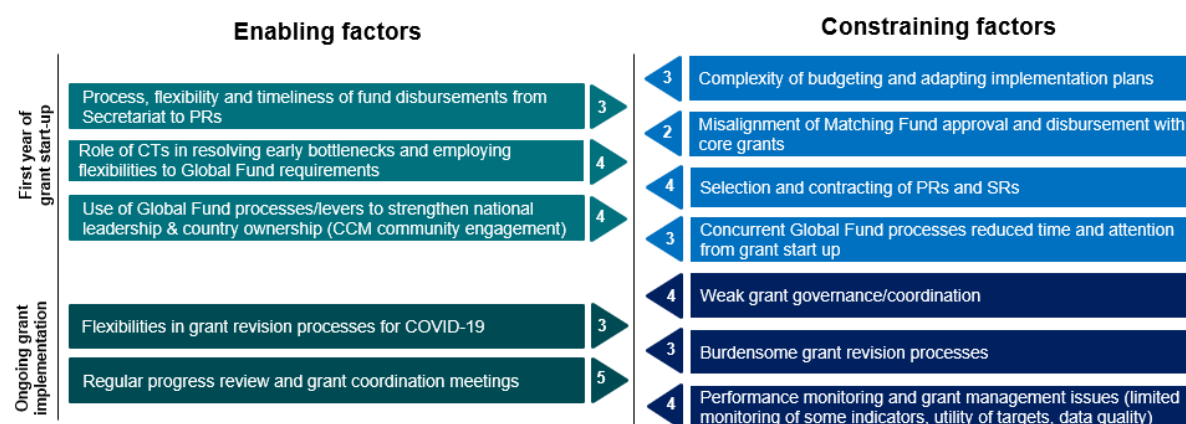 Enabling factors
Constraining factors
First year of
grant start-up
Process, flexibility and timeliness of fund disbursements from
Secretariat to PRs
3
Role of CTs in resolving early bottlenecks and employing
flexibilities to Global Fund requirements
4
Use of Global Fund processes/levers to strengthen national
leadership & country ownership (CCM community engagement)
4
3
Complexity of budgeting and adapting implementation plans
2
Misalignment of Matching Fund approval and disbursement with
core grants
4
Selection and contracting of PRs and SRs
3
Concurrent Global Fund processes reduced time and attention
from grant start up
Ongoing grant
implementation
Flexibilities in grant revision processes for COVID-19
3
Regular progress review and grant coordination meetings
5
4
Weak grant governance/coordination
3
Burdensome grant revision processes
4
Performance monitoring and grant management issues (limited
monitoring of some indicators, utility of targets, data quality)